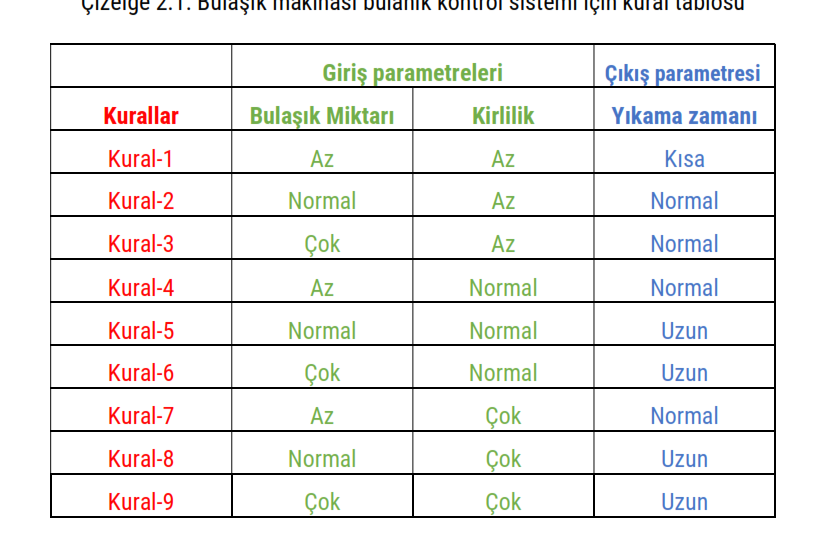 Çizelge 2.1. Bulaşık makinası bulanık kontrol sistemi için kural tablosu
Giriş parametreleri Çıkış parametresi
Kurallar Bulaşık Miktarı Kirlilik Yıkama zamanı
Kural-1 Az Az Kısa
Kural-2 Normal Az Normal
Kural-3 Çok Az Normal
Kural-4 Az Normal Normal
Kural-5 Normal Normal Uzun
Kural-6 Çok Normal Uzun
Kural-7 Az Çok Normal
Kural-8 Normal Çok Uzun
Kural-9 Çok Çok Uzun